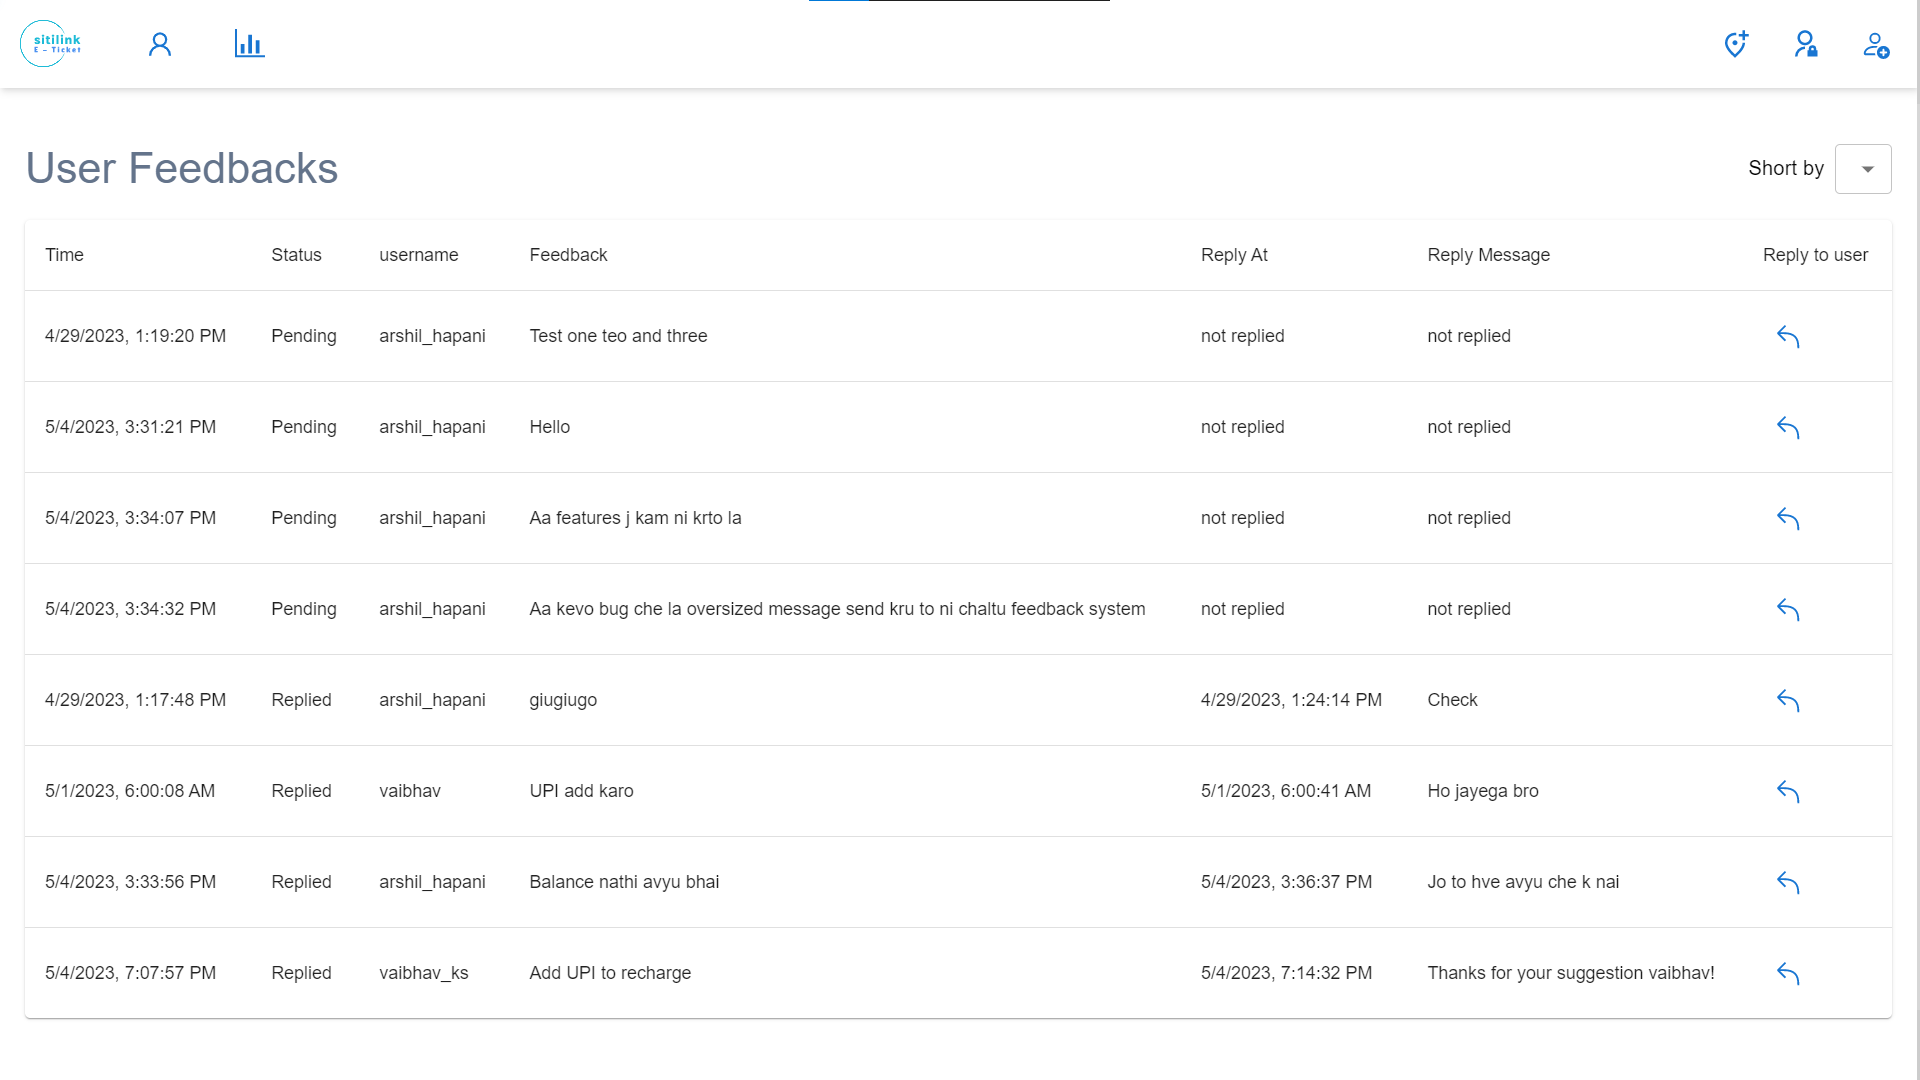 sitilink
E - Ticket
User Feedbacks
Short by
Time Status username Feedback Reply At Reply Message Reply to user
4/29/2023, 1:19:20 PM Pending arshil_hapani Test one teo and three not replied not replied
5/4/2023, 3:31:21 PM Pending arshil_hapani Hello not replied not replied
5/4/2023, 3:34:07 PM Pending arshil_hapani Aa features j kam ni krto la not replied not replied
5/4/2023, 3:34:32 PM Pending arshil_hapani Aa kevo bug che la oversized message send kru to ni chaltu feedback system not replied not replied
4/29/2023, 1:17:48 PM Replied arshil_hapani giugiugo 4/29/2023, 1:24:14 PM Check
5/1/2023, 6:00:08 AM Replied vaibhav UPI add karo 5/1/2023, 6:00:41 AM Ho jayega bro
5/4/2023, 3:33:56 PM Replied arshil_hapani Balance nathi avyu bhai 5/4/2023, 3:36:37 PM Jo to hve avyu che k nai
5/4/2023, 7:07:57 PM Replied vaibhav_ks Add UPI to recharge 5/4/2023, 7:14:32 PM Thanks for your suggestion vaibhav!